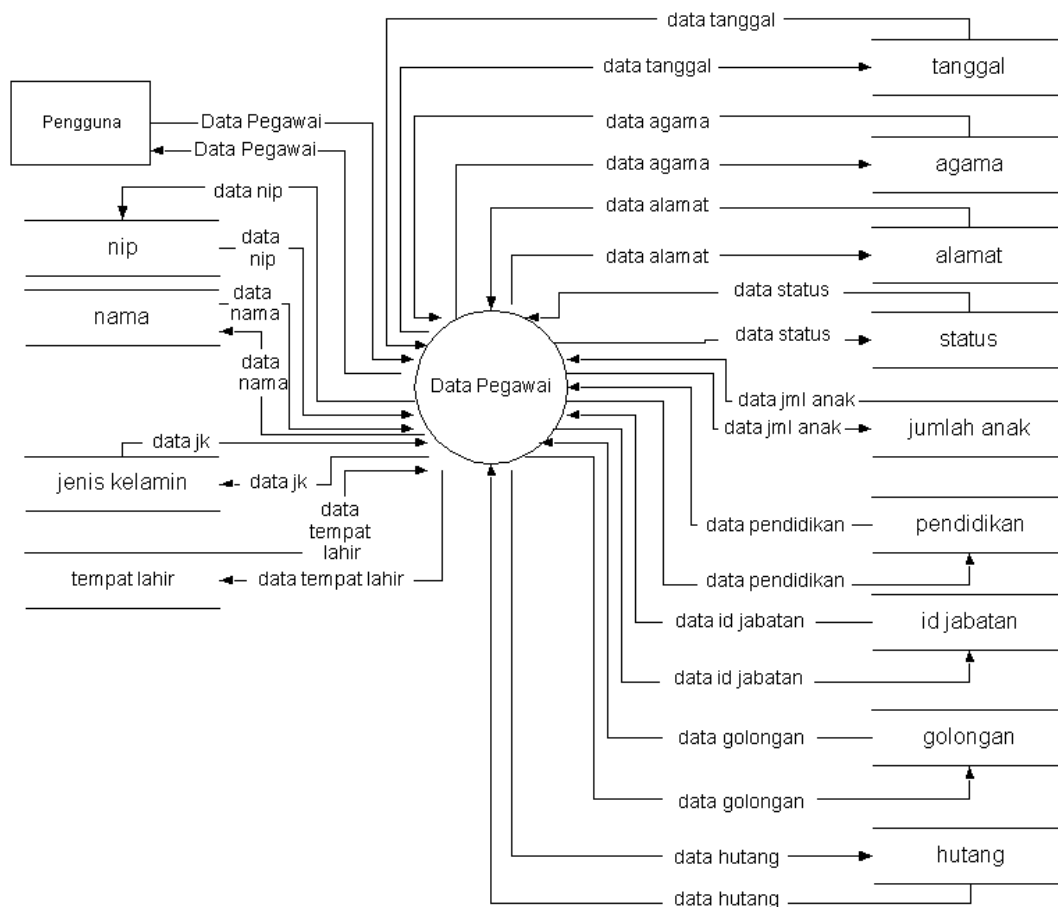 data tanggal
data tanggal
tanggal
Pengguna
Data Pegawai
Data Pegawai
data agama
data agama
agama
data nip
nip
data
nip
data alamat
data alamat
alamat
nama
data
nama
data
nama
data status
data status
status
Data Pegawai
data jml anak
data jml anak
jumlah anak
data jk
jenis kelamin
data jk
data
tempat
lahir
tempat lahir
data tempat lahir
data pendidikan
pendidikan
data pendidikan
data id jabatan
id jabatan
data id jabatan
data golongan
golongan
data golongan
data hutang
hutang
data hutang